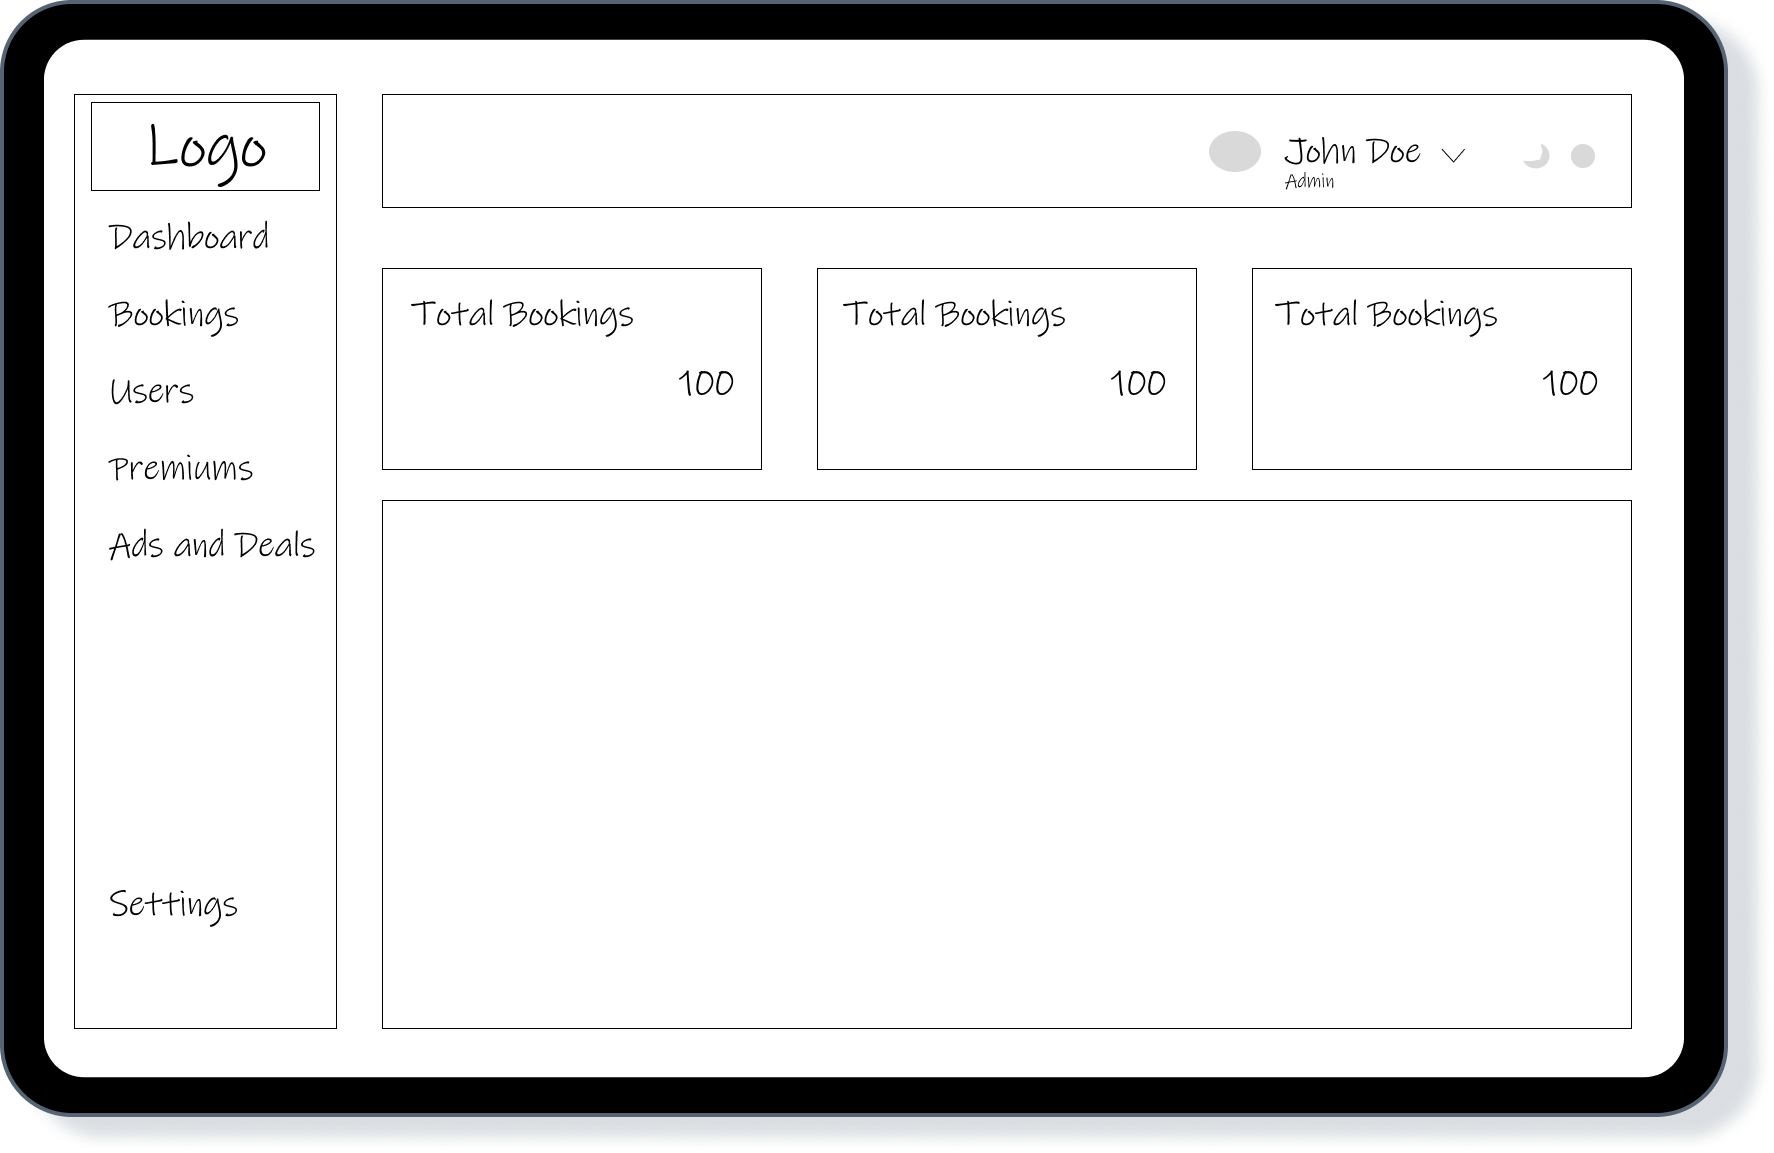 Logo
Dashboard
Bookings
Users
Premiums
Ads and Deals
Settings
John Doe
Admin
Total Bookings
100
Total Bookings
100
Total Bookings
100